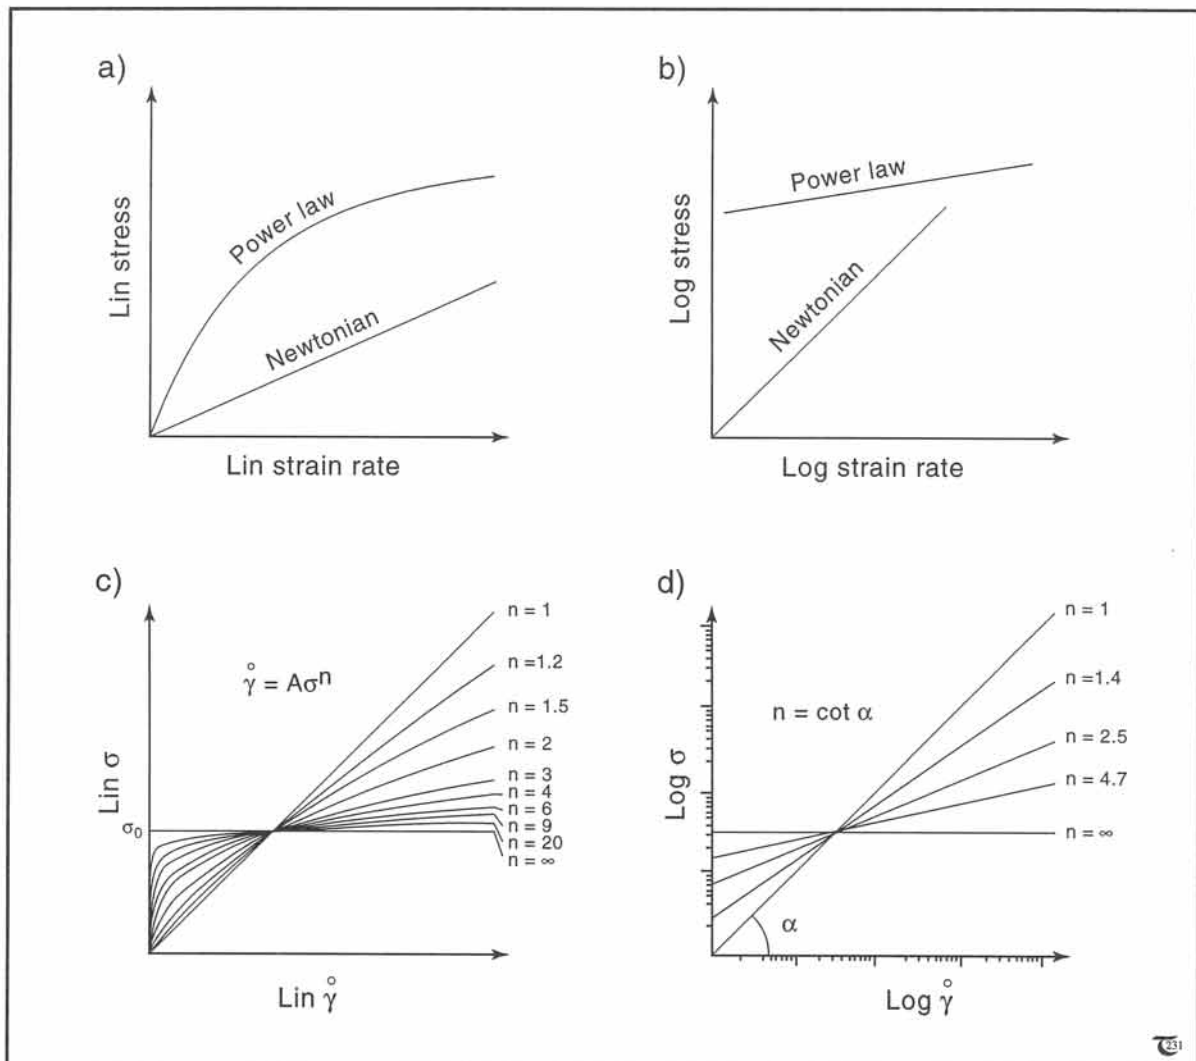 a)
Lin stress
Power law
Newtonian
Lin strain rate
b)
Log stress
Power law
Newtonian
Log strain rate
c)
Lin σ
γ̊ = Aσⁿ
σ₀
n = 1
n =1.2
n = 1.5
n = 2
n = 3
n = 4
n = 6
n = 9
n = 20
n = ∞
Lin γ̊
d)
Log σ
n = cot α
α
n = 1
n =1.4
n = 2.5
n = 4.7
n = ∞
Log γ̊
231